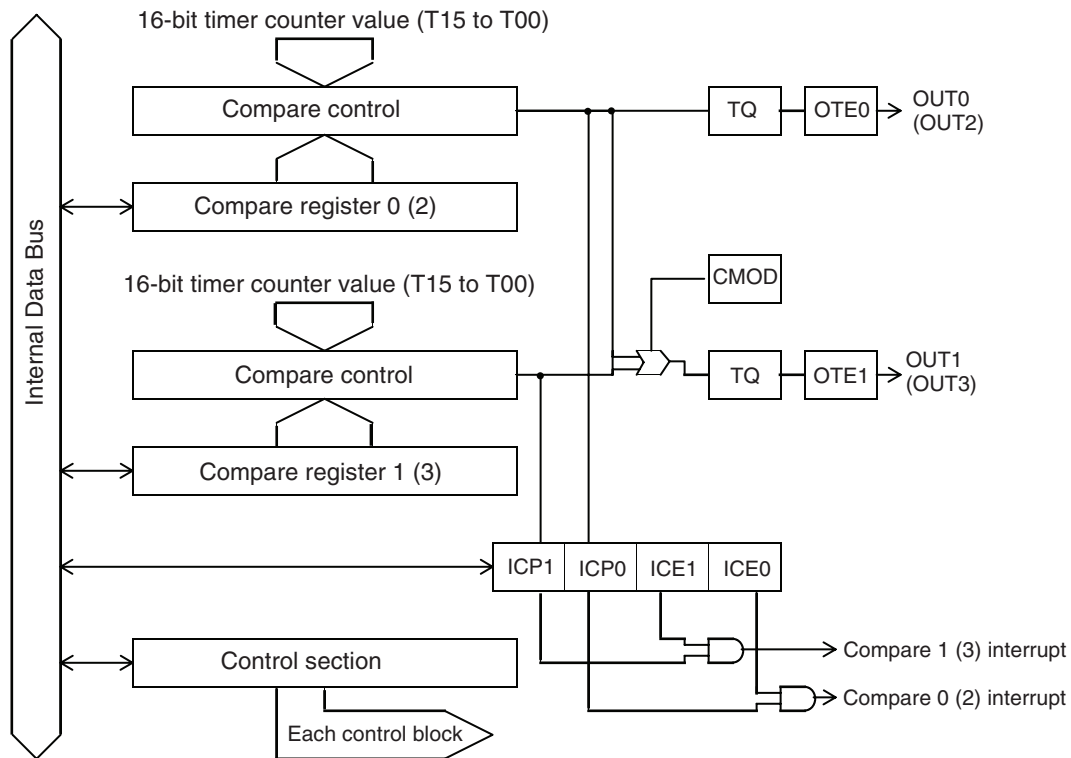 16-bit timer counter value (T15 to T00)
Compare control
TQ
OTE0
OUT0
(OUT2)
Compare register 0 (2)
Internal Data Bus
16-bit timer counter value (T15 to T00)
CMOD
Compare control
TQ
OTE1
OUT1
(OUT3)
Compare register 1 (3)
ICP1
ICP0
ICE1
ICE0
Control section
Compare 1 (3) interrupt
Compare 0 (2) interrupt
Each control block